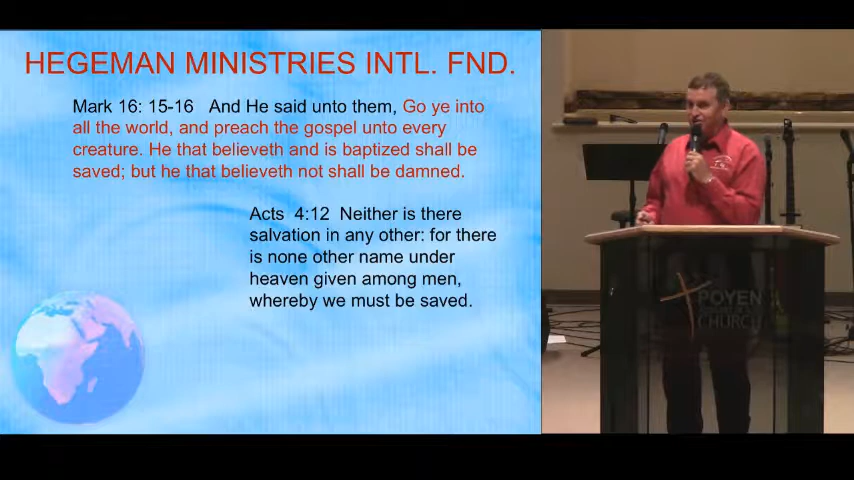 HEGEMAN MINISTRIES INTL. FND.
Mark 16: 15-16 And He said unto them, Go ye into
all the world, and preach the gospel unto every
creature. He that believeth and is baptized shall be
saved; but he that believeth not shall be damned.
Acts 4:12 Neither is there
salvation in any other: for there
is none other name under
heaven given among men,
whereby we must be saved.
POYEN
CHURCH